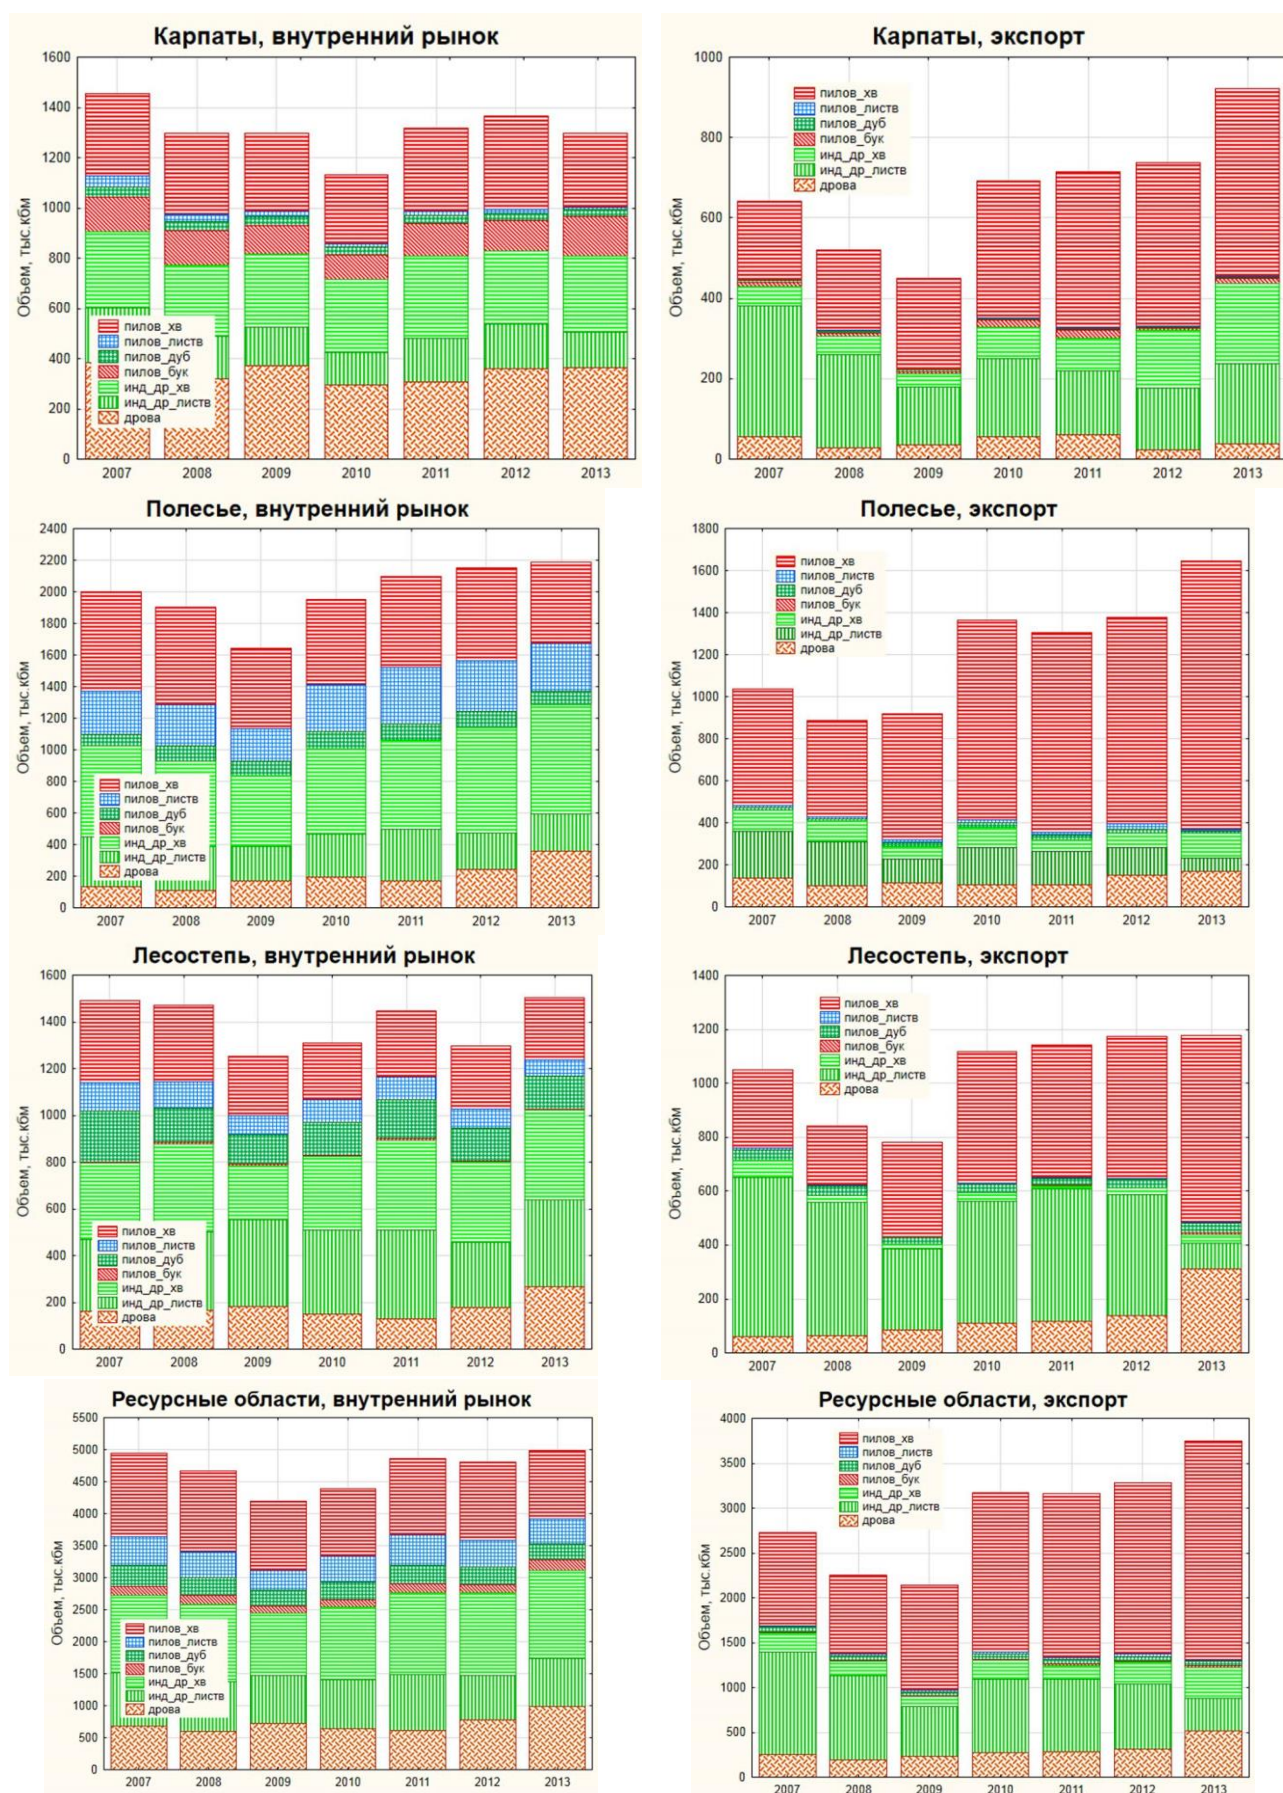 Карпаты, внутренний рынок
Объем, тыс.кбм
1600
1400
1200
1000
800
600
400
200
0
пилов_хв
пилов_листв
пилов_дуб
пилов_бук
инд_др_хв
инд_др_листв
дрова
2007 2008 2009 2010 2011 2012 2013
Карпаты, экспорт
Объем, тыс.кбм
1000
800
600
400
200
0
пилов_хв
пилов_листв
пилов_дуб
пилов_бук
инд_др_хв
инд_др_листв
дрова
2007 2008 2009 2010 2011 2012 2013
Полесье, внутренний рынок
Объем, тыс.кбм
2400
2200
2000
1800
1600
1400
1200
1000
800
600
400
200
0
пилов_хв
пилов_листв
пилов_дуб
пилов_бук
инд_др_хв
инд_др_листв
дрова
2007 2008 2009 2010 2011 2012 2013
Полесье, экспорт
Объем, тыс.кбм
1800
1600
1400
1200
1000
800
600
400
200
0
пилов_хв
пилов_листв
пилов_дуб
пилов_бук
инд_др_хв
инд_др_листв
дрова
2007 2008 2009 2010 2011 2012 2013
Лесостепь, внутренний рынок
Объем, тыс.кбм
1600
1400
1200
1000
800
600
400
200
0
пилов_хв
пилов_листв
пилов_дуб
пилов_бук
инд_др_хв
инд_др_листв
дрова
2007 2008 2009 2010 2011 2012 2013
Лесостепь, экспорт
Объем, тыс.кбм
1400
1200
1000
800
600
400
200
0
пилов_хв
пилов_листв
пилов_дуб
пилов_бук
инд_др_хв
инд_др_листв
дрова
2007 2008 2009 2010 2011 2012 2013
Ресурсные области, внутренний рынок
Объем, тыс.кбм
5500
5000
4500
4000
3500
3000
2500
2000
1500
1000
500
0
пилов_хв
пилов_листв
пилов_дуб
пилов_бук
инд_др_хв
инд_др_листв
дрова
2007 2008 2009 2010 2011 2012 2013
Ресурсные области, экспорт
Объем, тыс.кбм
4000
3500
3000
2500
2000
1500
1000
500
0
пилов_хв
пилов_листв
пилов_дуб
пилов_бук
инд_др_хв
инд_др_листв
дрова
2007 2008 2009 2010 2011 2012 2013